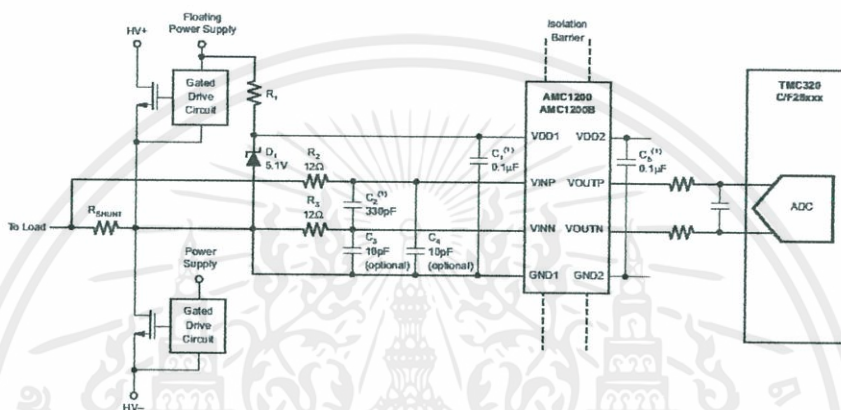 Floating
Power Supply
HV+
Gated
Drive
Circuit
R1
D1
5.1V
R2
12Ω
R3
12Ω
C2(1)
330pF
C3
10pF
(optional)
C4
10pF
(optional)
C1(1)
0.1µF
To Load
RSHUNT
Power
Supply
Gated
Drive
Circuit
HV–
Isolation
Barrier
AMC1200
AMC1200B
VDD1
VDD2
VINP
VOUTP
VINN
VOUTN
GND1
GND2
C5(1)
0.1µF
TMC320
C/F28xxx
ADC